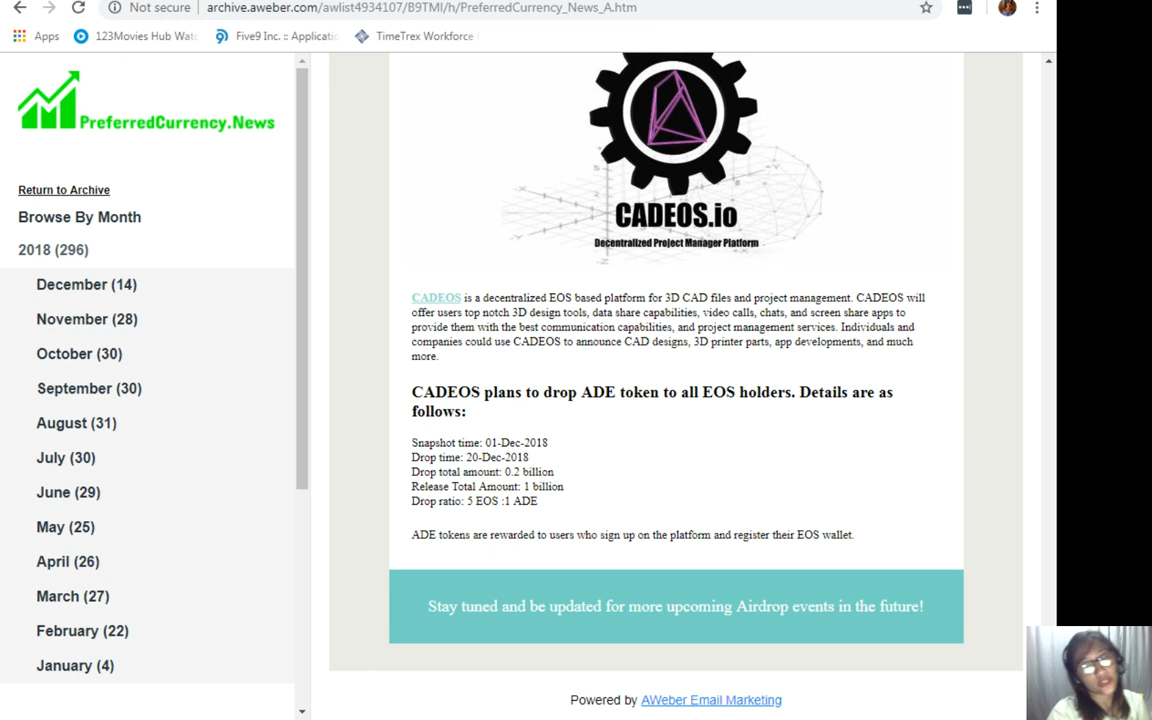 Not secure archive.aweber.com/awlist4934107/B9TMI/h/PreferredCurrency_News_A.htm
Apps 123Movies Hub Wat Five9 Inc. :: Applicati TimeTrex Workforce
PreferredCurrency.News
Return to Archive
Browse By Month
2018 (296)
December (14)
November (28)
October (30)
September (30)
August (31)
July (30)
June (29)
May (25)
April (26)
March (27)
February (22)
January (4)
CADEOS.io
Decentralized Project Manager Platform
CADEOS is a decentralized EOS based platform for 3D CAD files and project management. CADEOS will
offer users top notch 3D design tools, data share capabilities, video calls, chats, and screen share apps to
provide them with the best communication capabilities, and project management services. Individuals and
companies could use CADEOS to announce CAD designs, 3D printer parts, app developments, and much
more.
CADEOS plans to drop ADE token to all EOS holders. Details are as
follows:
Snapshot time: 01-Dec-2018
Drop time: 20-Dec-2018
Drop total amount: 0.2 billion
Release Total Amount: 1 billion
Drop ratio: 5 EOS :1 ADE
ADE tokens are rewarded to users who sign up on the platform and register their EOS wallet.
Stay tuned and be updated for more upcoming Airdrop events in the future!
Powered by AWeber Email Marketing